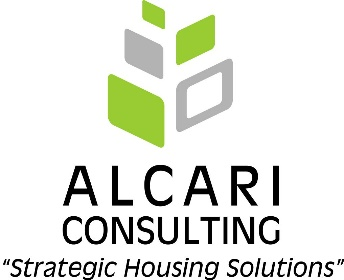 ALCARI
CONSULTING
“Strategic Housing Solutions”